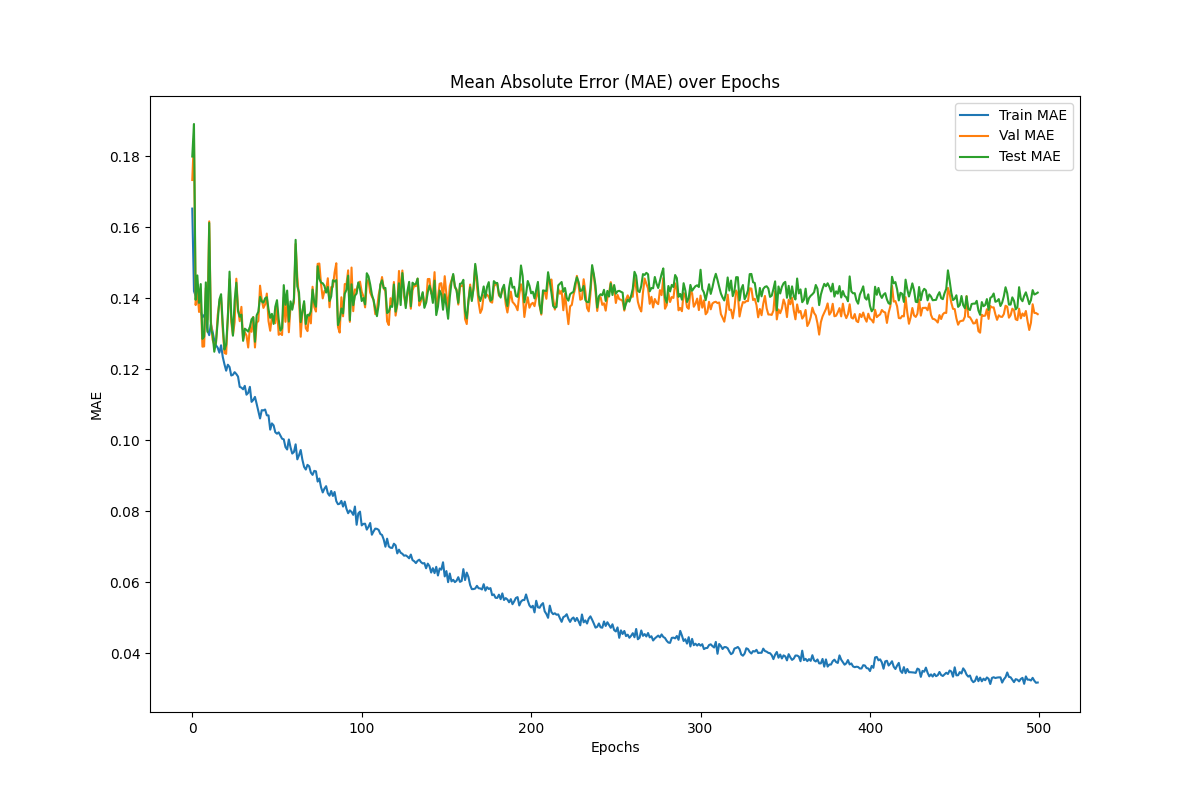 Mean Absolute Error (MAE) over Epochs
Train MAE
Val MAE
Test MAE
0.18
0.16
0.14
0.12
0.10
0.08
0.06
0.04
MAE
0 100 200 300 400 500
Epochs